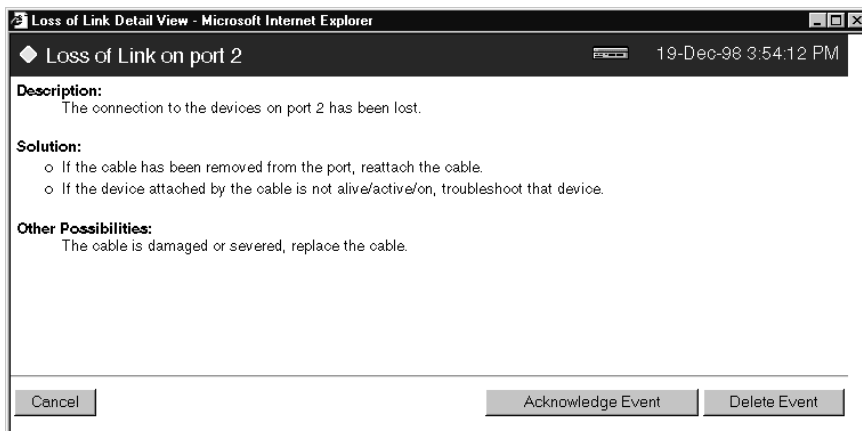 Loss of Link Detail View - Microsoft Internet Explorer
Loss of Link on port 2 19-Dec-98 3:54:12 PM
Description:
The connection to the devices on port 2 has been lost.
Solution:
o If the cable has been removed from the port, reattach the cable.
o If the device attached by the cable is not alive/active/on, troubleshoot that device.
Other Possibilities:
The cable is damaged or severed, replace the cable.
Cancel Acknowledge Event Delete Event